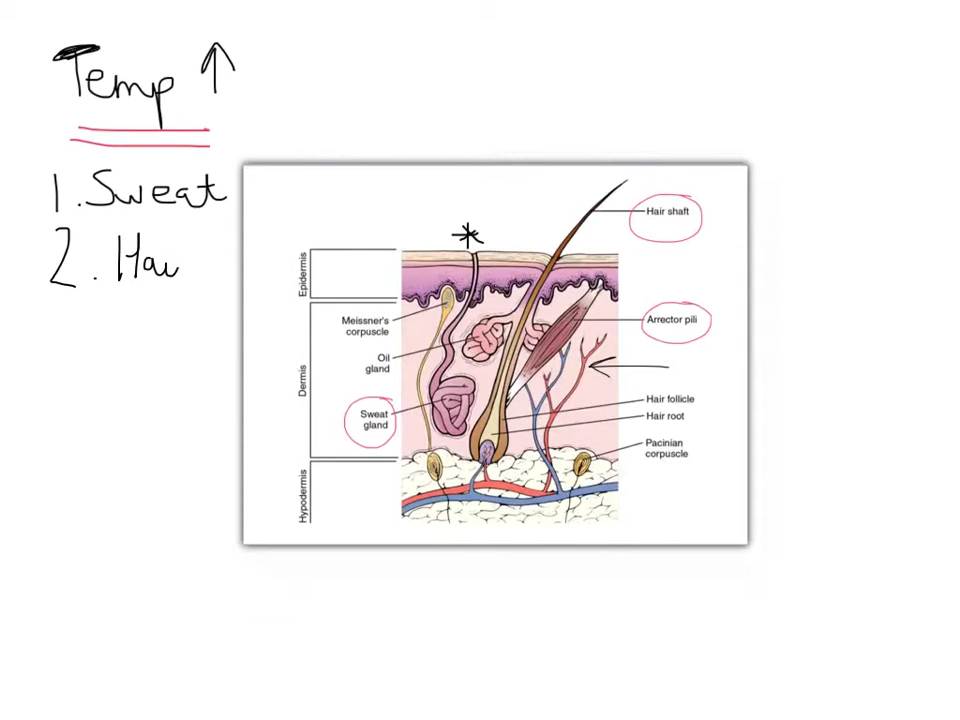 Temp ↑
1. Sweat
2. Hai
Hair shaft
Epidermis
Meissner's
corpuscle
Arrector pili
Oil
gland
Dermis
Hair follicle
Sweat
gland
Hair root
Pacinian
corpuscle
Hypodermis